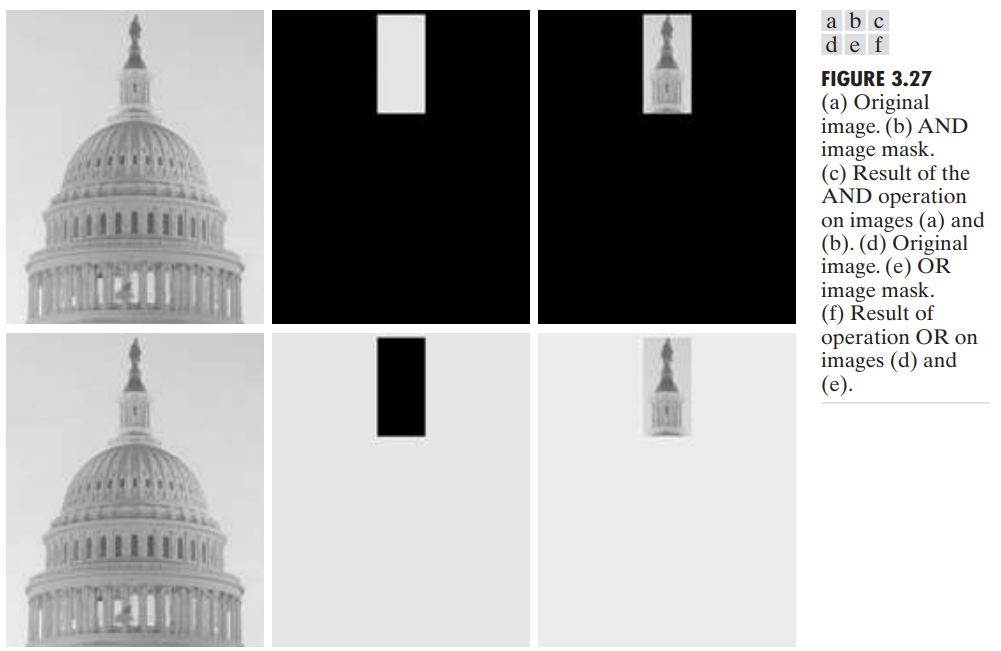 a b c
d e f
FIGURE 3.27
(a) Original
image. (b) AND
image mask.
(c) Result of the
AND operation
on images (a) and
(b). (d) Original
image. (e) OR
image mask.
(f) Result of
operation OR on
images (d) and
(e).